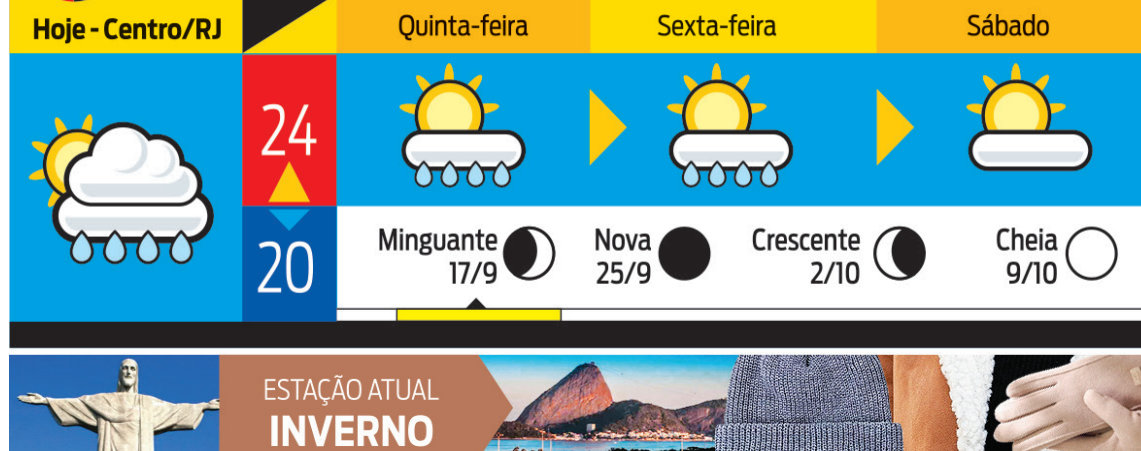 Hoje - Centro/RJ
Quinta-feira
Sexta-feira
Sábado
24
20
Minguante
17/9
Nova
25/9
Crescente
2/10
Cheia
9/10
ESTAÇÃO ATUAL
INVERNO